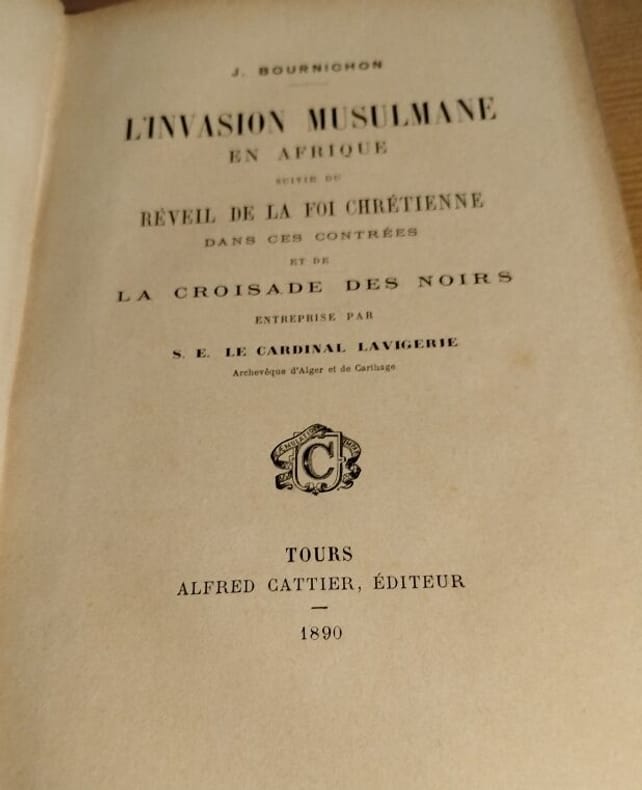 J. BOURNICHON
L'INVASION MUSULMANE
EN AFRIQUE
SUIVIE DU
RÉVEIL DE LA FOI CHRÉTIENNE
DANS CES CONTRÉES
ET DE
LA CROISADE DES NOIRS
ENTREPRISE PAR
S. E. LE CARDINAL LAVIGERIE
Archevêque d'Alger et de Carthage
C
TOURS
ALFRED CATTIER, ÉDITEUR
1890